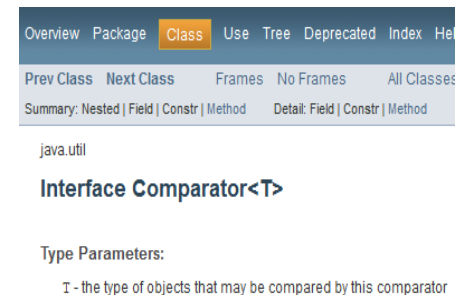 Overview Package Class Use Tree Deprecated Index Hel
Prev Class Next Class Frames No Frames All Classes
Summary: Nested | Field | Constr | Method Detail: Field | Constr | Method
java.util
Interface Comparator<T>
Type Parameters:
T - the type of objects that may be compared by this comparator